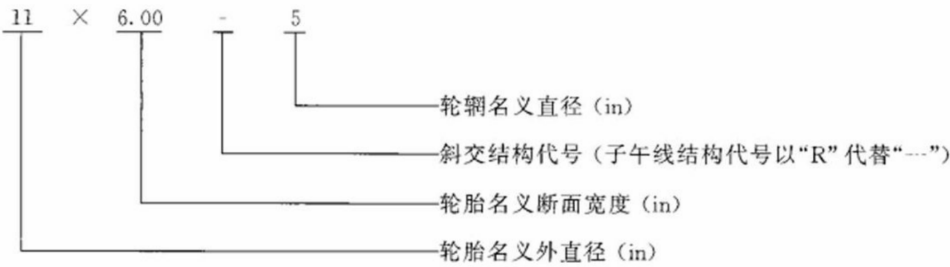 11 × 6.00 - 5
轮辋名义直径（in）
斜交结构代号（子午线结构代号以“R”代替“—”）
轮胎名义断面宽度（in）
轮胎名义外直径（in）